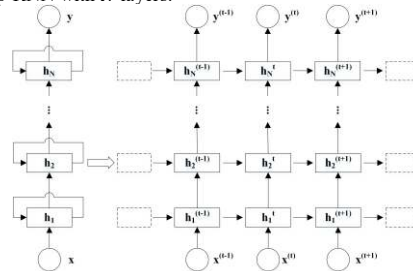 RNN with N layers.
y y(t-1) y(t) y(t+1)
hN hN(t-1) hNt hN(t+1)
⋮ ⋮ ⋮ ⋮
h2 h2(t-1) h2t h2(t+1)
h1 h1(t-1) h1t h1(t+1)
x x(t-1) x(t) x(t+1)